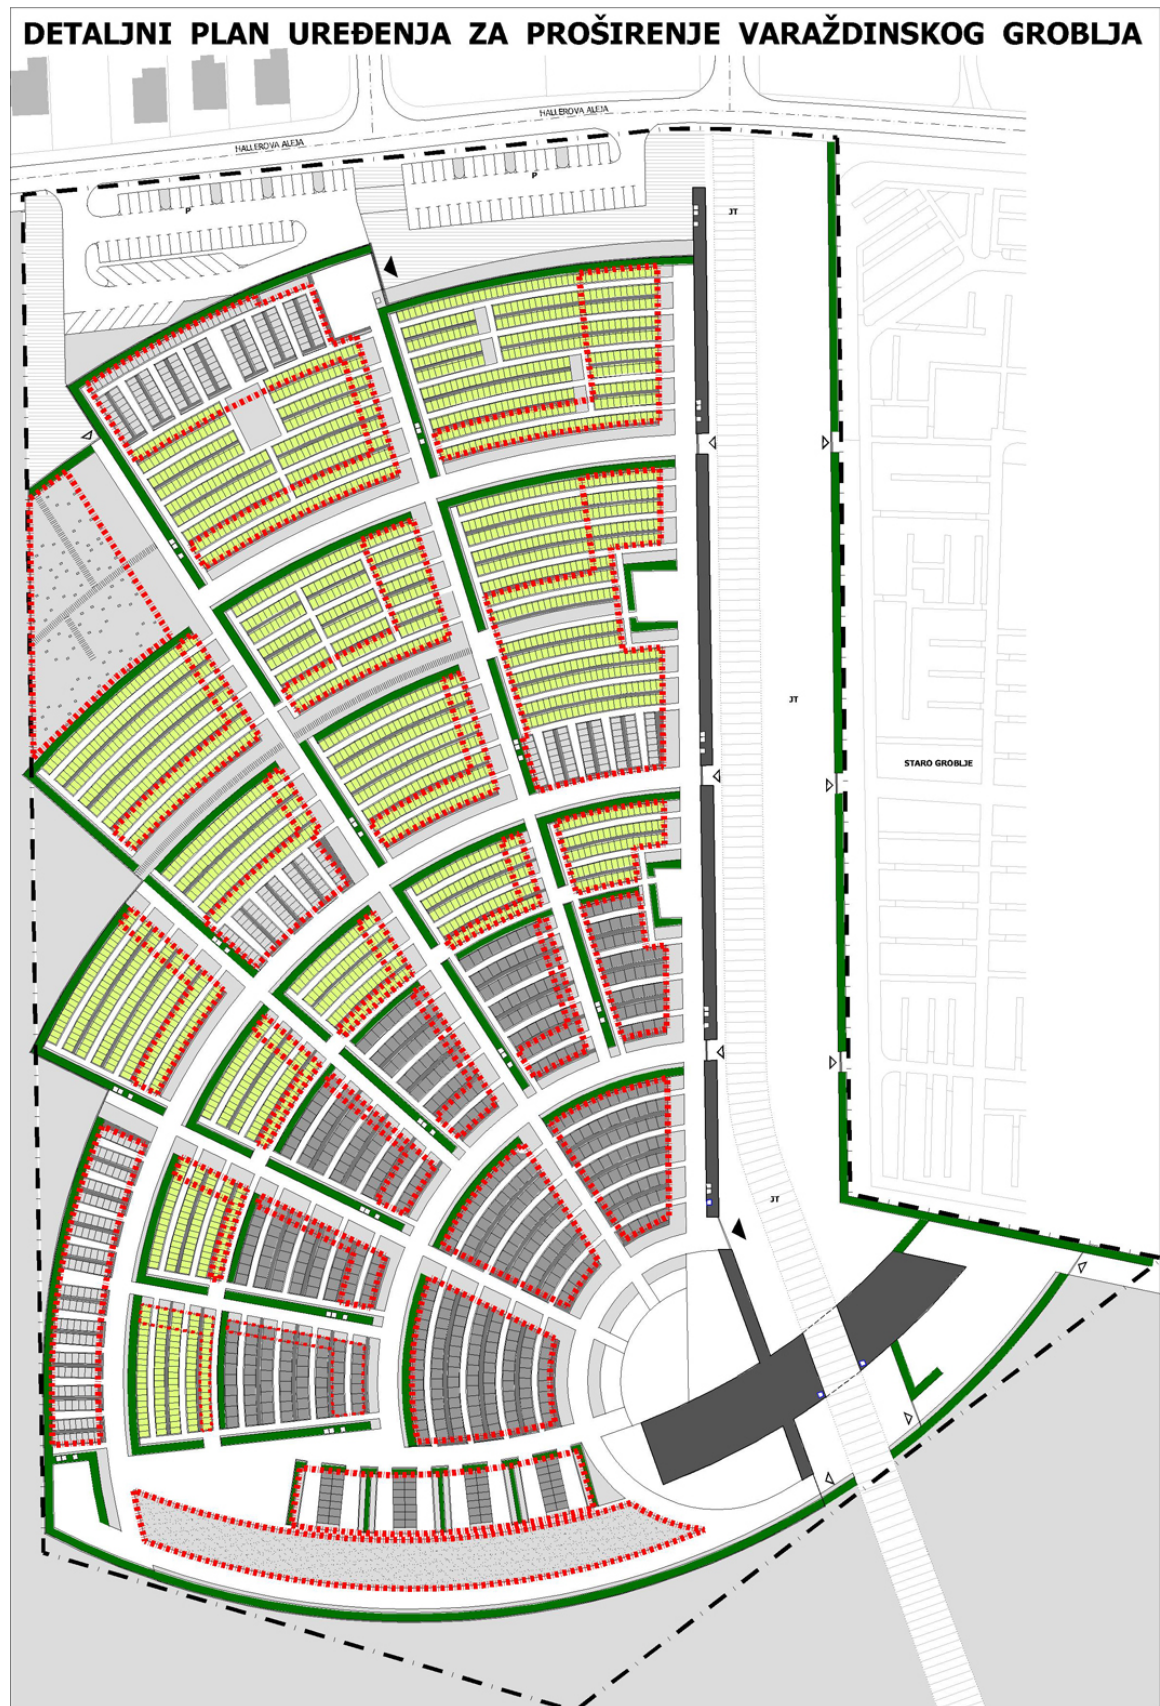 DETALJNI PLAN UREĐENJA ZA PROŠIRENJE VARAŽDINSKOG GROBLJA
HALLEROVA ALEJA
HALLEROVA ALEJA
P
P
JT
JT
STARO GROBLJE
JT